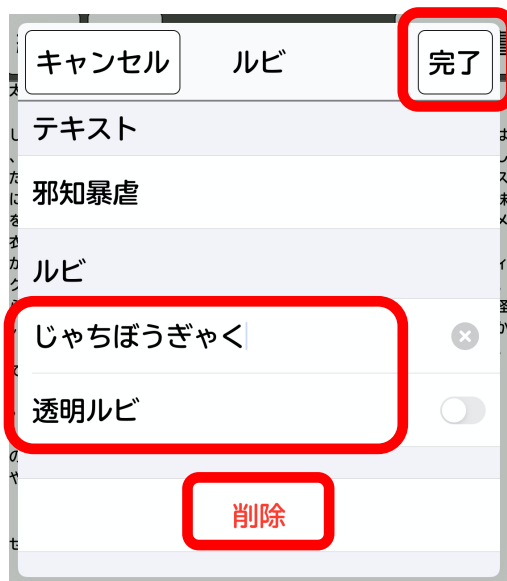 キャンセル ルビ 完了
テキスト
邪知暴虐
ルビ
じゃちぼうぎゃく
透明ルビ
削除